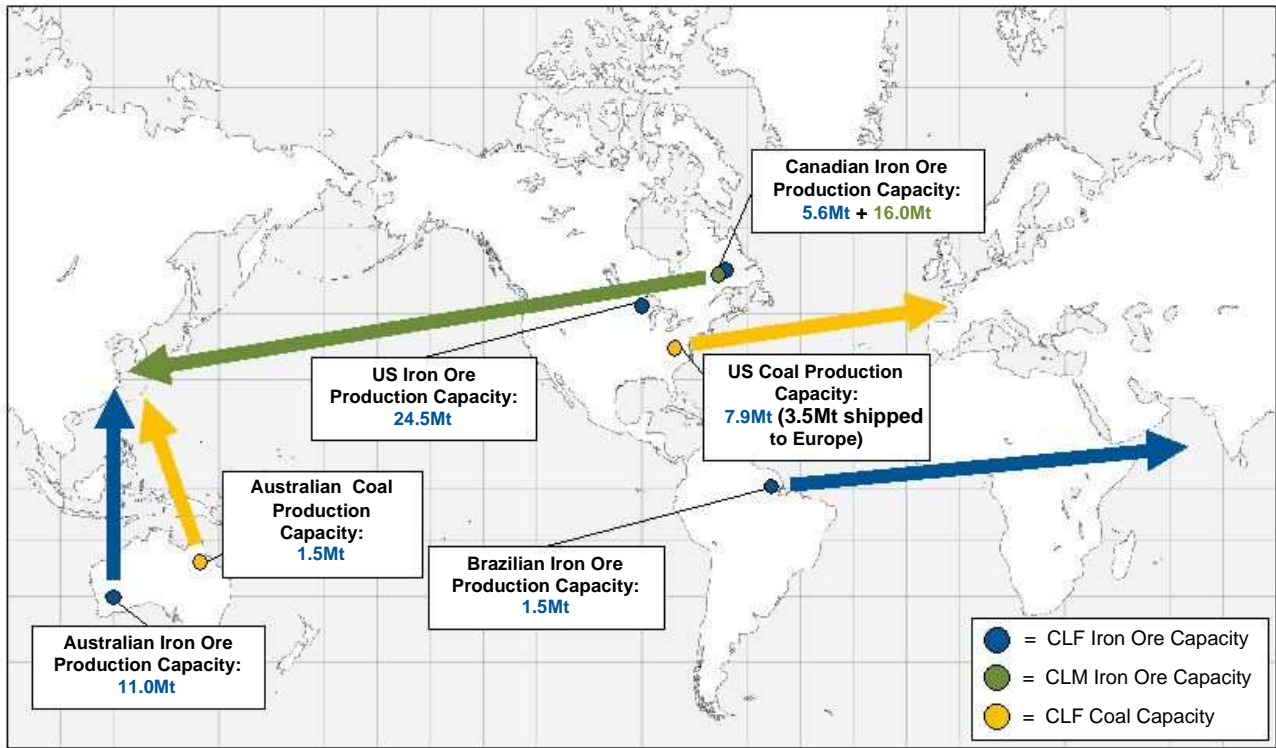 Canadian Iron Ore
Production Capacity:
5.6Mt + 16.0Mt
US Iron Ore
Production Capacity:
24.5Mt
US Coal Production
Capacity:
7.9Mt (3.5Mt shipped
to Europe)
Australian Coal
Production
Capacity:
1.5Mt
Brazilian Iron Ore
Production Capacity:
1.5Mt
Australian Iron Ore
Production Capacity:
11.0Mt
= CLF Iron Ore Capacity
= CLM Iron Ore Capacity
= CLF Coal Capacity